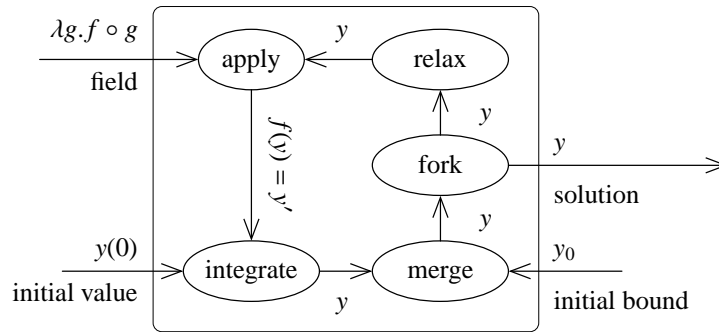 λg.f ∘ g
field
apply
y
relax
y
f(y) = y′
fork
y
solution
y
y(0)
initial value
integrate
y
merge
y₀
initial bound